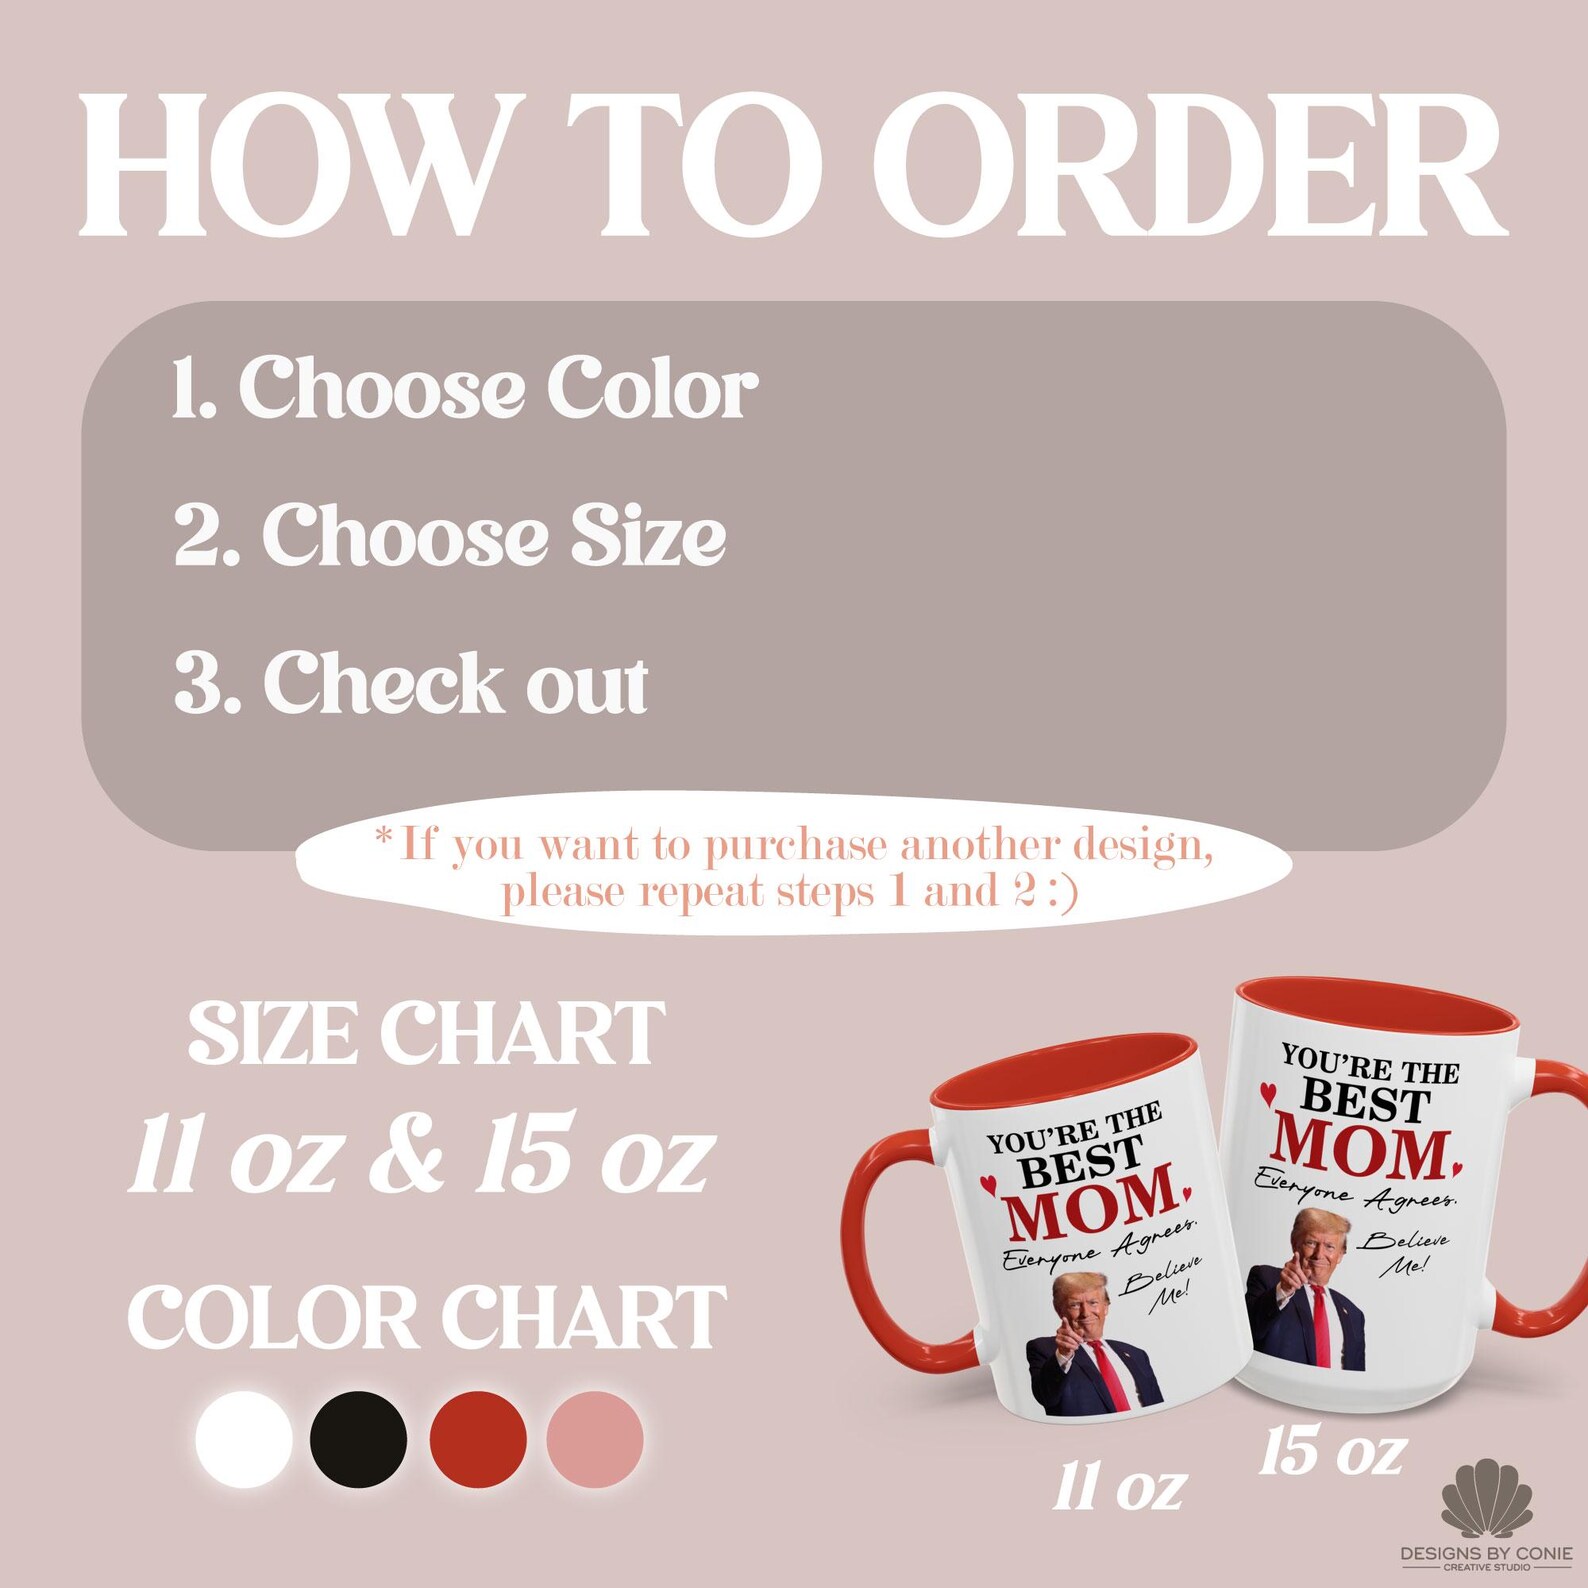 HOW TO ORDER
1. Choose Color
2. Choose Size
3. Check out
* If you want to purchase another design,
please repeat steps 1 and 2 :)
SIZE CHART
11 oz & 15 oz
COLOR CHART
YOU'RE THE
BEST
MOM.
Everyone Agrees.
Believe
Me!
11 oz
YOU'RE THE
BEST
MOM.
Everyone Agrees.
Believe
Me!
15 oz
DESIGNS BY CONIE
CREATIVE STUDIO